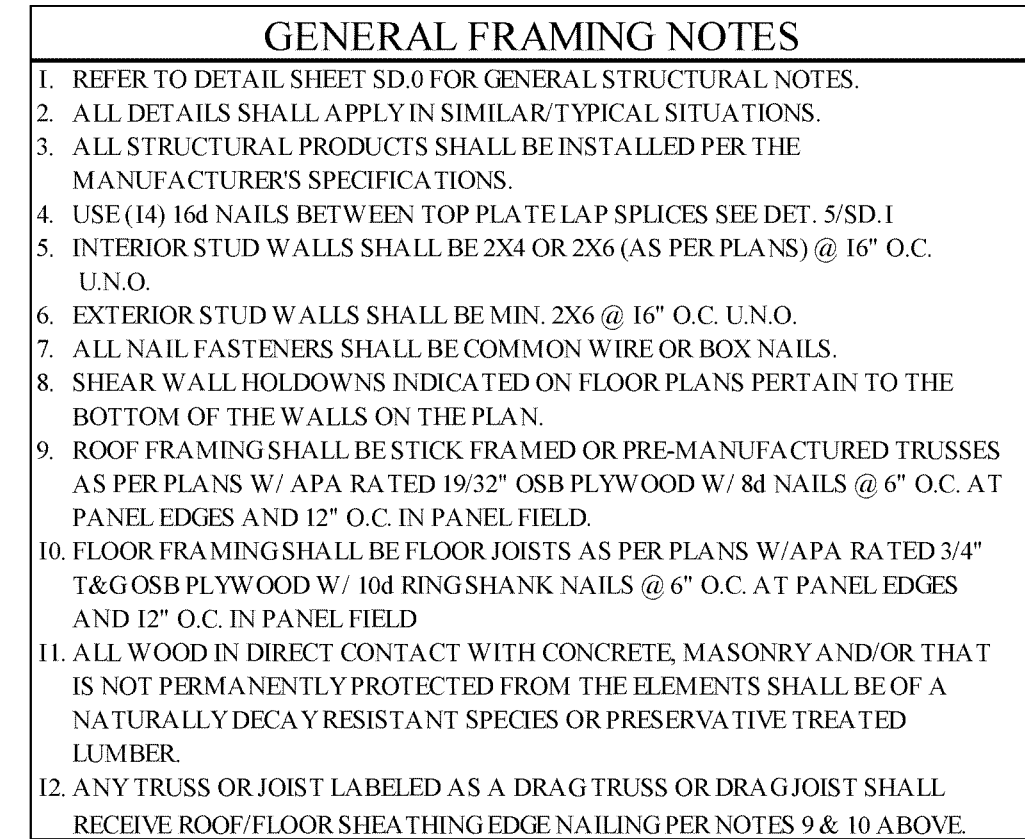 GENERAL FRAMING NOTES
1. REFER TO DETAIL SHEET SD.0 FOR GENERAL STRUCTURAL NOTES.
2. ALL DETAILS SHALL APPLY IN SIMILAR/TYPICAL SITUATIONS.
3. ALL STRUCTURAL PRODUCTS SHALL BE INSTALLED PER THE
MANUFACTURER'S SPECIFICATIONS.
4. USE (14) 16d NAILS BETWEEN TOP PLATE LAP SPLICES SEE DET. 5/SD.1
5. INTERIOR STUD WALLS SHALL BE 2X4 OR 2X6 (AS PER PLANS) @ 16" O.C.
U.N.O.
6. EXTERIOR STUD WALLS SHALL BE MIN. 2X6 @ 16" O.C. U.N.O.
7. ALL NAIL FASTENERS SHALL BE COMMON WIRE OR BOX NAILS.
8. SHEAR WALL HOLDOWNS INDICATED ON FLOOR PLANS PERTAIN TO THE
BOTTOM OF THE WALLS ON THE PLAN.
9. ROOF FRAMING SHALL BE STICK FRAMED OR PRE-MANUFACTURED TRUSSES
AS PER PLANS W/ APA RATED 19/32" OSB PLYWOOD W/ 8d NAILS @ 6" O.C. AT
PANEL EDGES AND 12" O.C. IN PANEL FIELD.
10. FLOOR FRAMING SHALL BE FLOOR JOISTS AS PER PLANS W/APA RATED 3/4"
T&G OSB PLYWOOD W/ 10d RING SHANK NAILS @ 6" O.C. AT PANEL EDGES
AND 12" O.C. IN PANEL FIELD
11. ALL WOOD IN DIRECT CONTACT WITH CONCRETE, MASONRY AND/OR THAT
IS NOT PERMANENTLY PROTECTED FROM THE ELEMENTS SHALL BE OF A
NATURALLY DECAY RESISTANT SPECIES OR PRESERVATIVE TREATED
LUMBER.
12. ANY TRUSS OR JOIST LABELED AS A DRAG TRUSS OR DRAG JOIST SHALL
RECEIVE ROOF/FLOOR SHEATHING EDGE NAILING PER NOTES 9 & 10 ABOVE.